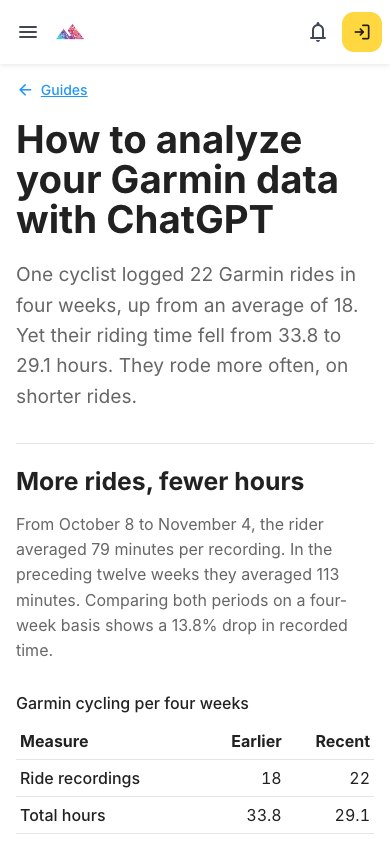 Guides
How to analyze
your Garmin data
with ChatGPT
One cyclist logged 22 Garmin rides in
four weeks, up from an average of 18.
Yet their riding time fell from 33.8 to
29.1 hours. They rode more often, on
shorter rides.
More rides, fewer hours
From October 8 to November 4, the rider
averaged 79 minutes per recording. In the
preceding twelve weeks they averaged 113
minutes. Comparing both periods on a four-
week basis shows a 13.8% drop in recorded
time.
Garmin cycling per four weeks
Measure Earlier Recent
Ride recordings 18 22
Total hours 33.8 29.1